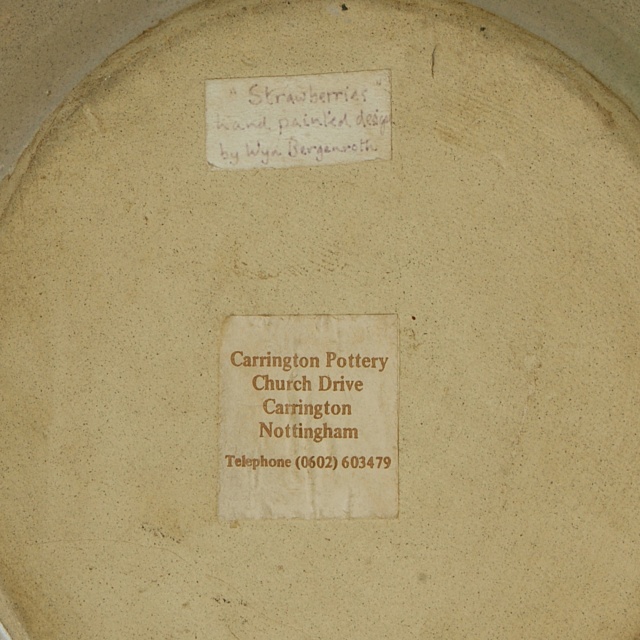 "Strawberries"
hand painted design
by Wyn Bergenroth
Carrington Pottery
Church Drive
Carrington
Nottingham
Telephone (0602) 603479